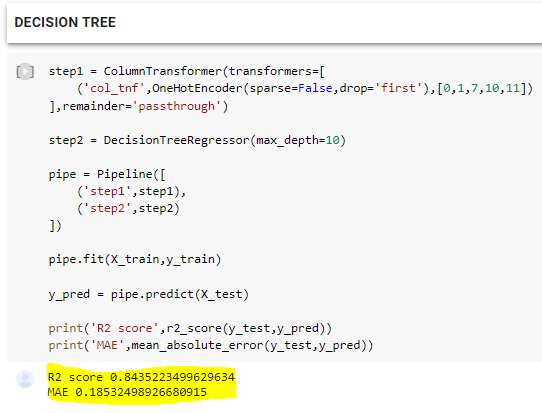 DECISION TREE
step1 = ColumnTransformer(transformers=[
    ('col_tnf',OneHotEncoder(sparse=False,drop='first'),[0,1,7,10,11])
],remainder='passthrough')
step2 = DecisionTreeRegressor(max_depth=10)
pipe = Pipeline([
    ('step1',step1),
    ('step2',step2)
])
pipe.fit(X_train,y_train)
y_pred = pipe.predict(X_test)
print('R2 score',r2_score(y_test,y_pred))
print('MAE',mean_absolute_error(y_test,y_pred))
R2 score 0.8435223499629634
MAE 0.18532498926680915